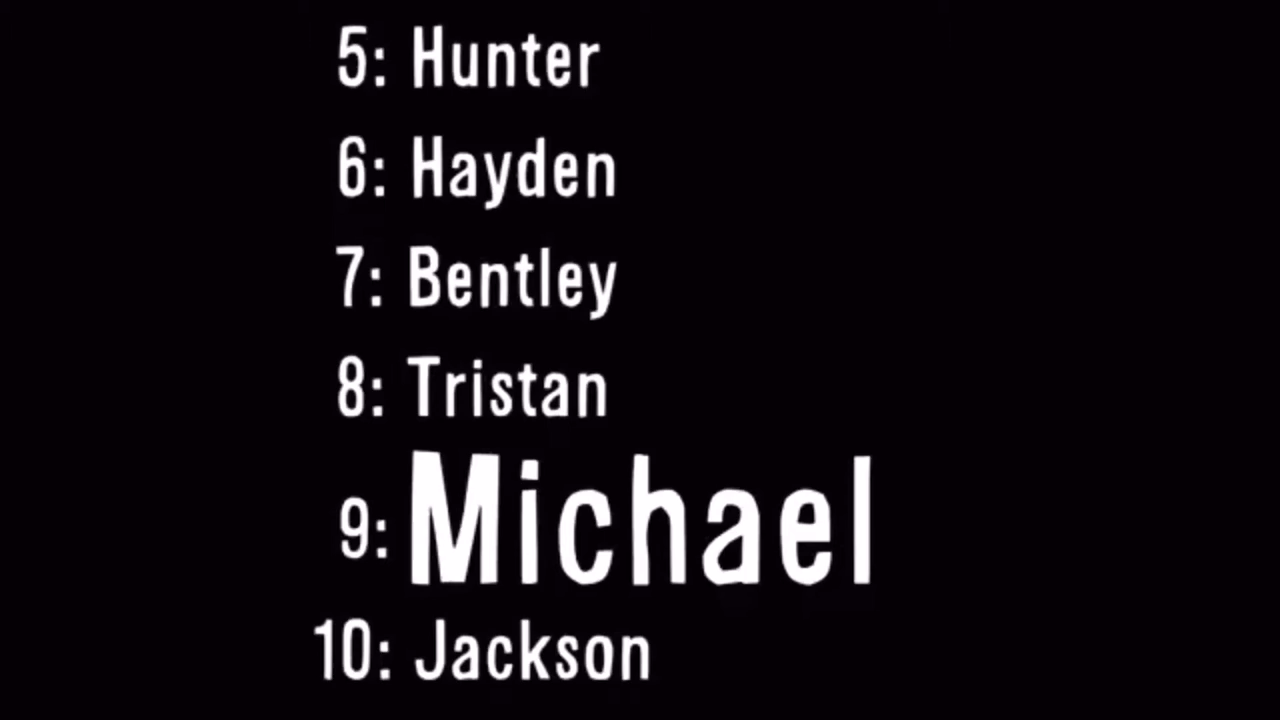 5: Hunter
6: Hayden
7: Bentley
8: Tristan
9: Michael
10: Jackson